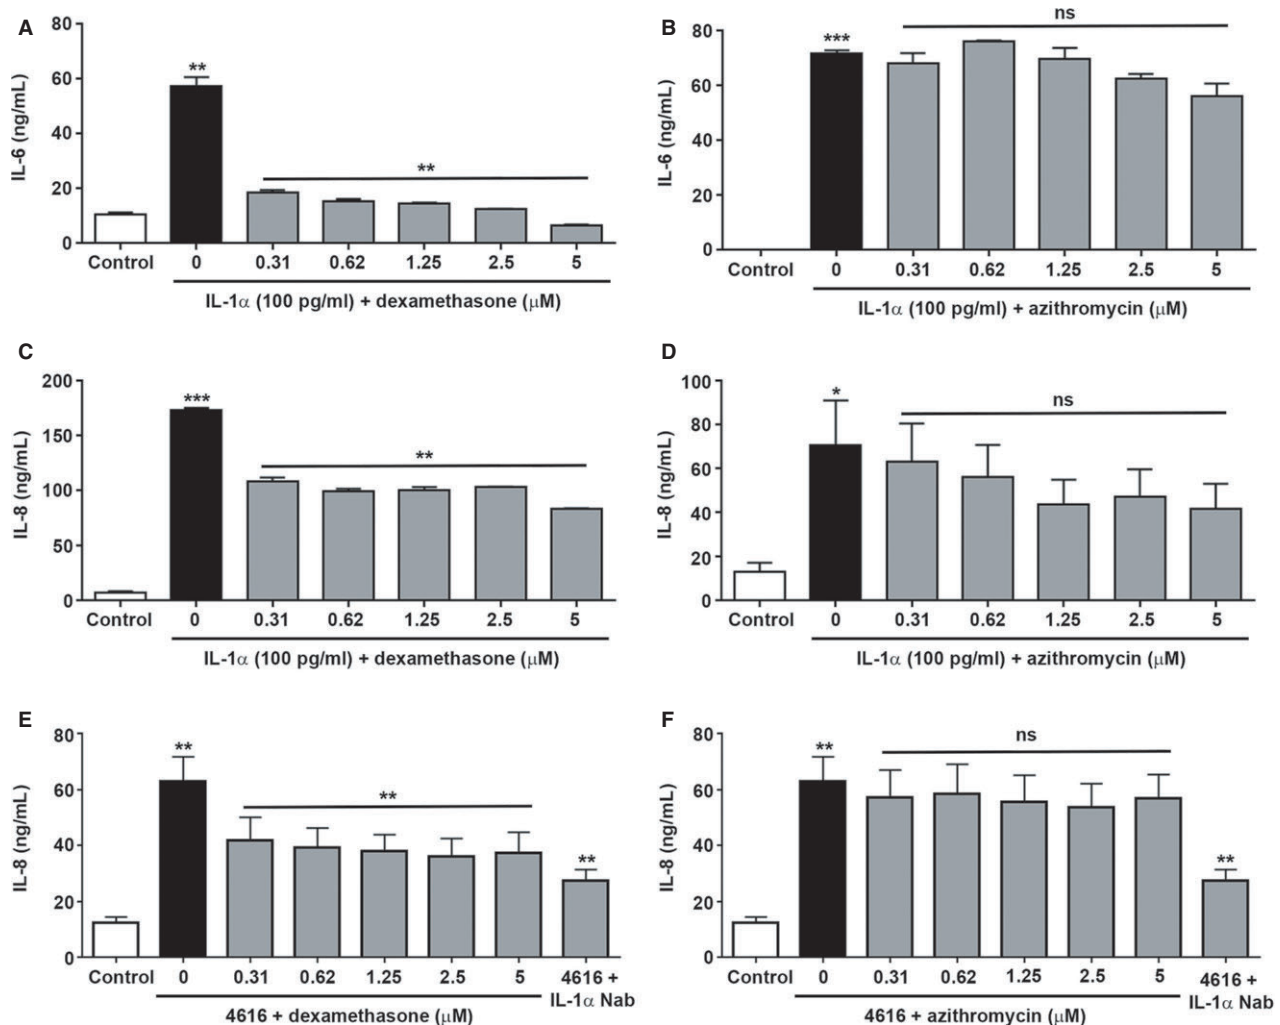 A
IL-6 (ng/mL)
80
60
40
20
0
**
**
Control 0 0.31 0.62 1.25 2.5 5
IL-1α (100 pg/ml) + dexamethasone (μM)
B
IL-6 (ng/mL)
80
60
40
20
0
***
ns
Control 0 0.31 0.62 1.25 2.5 5
IL-1α (100 pg/ml) + azithromycin (μM)
C
IL-8 (ng/mL)
200
150
100
50
0
***
**
Control 0 0.31 0.62 1.25 2.5 5
IL-1α (100 pg/ml) + dexamethasone (μM)
D
IL-8 (ng/mL)
100
80
60
40
20
0
*
ns
Control 0 0.31 0.62 1.25 2.5 5
IL-1α (100 pg/ml) + azithromycin (μM)
E
IL-8 (ng/mL)
80
60
40
20
0
**
**
**
Control 0 0.31 0.62 1.25 2.5 5 4616 +
IL-1α Nab
4616 + dexamethasone (μM)
F
IL-8 (ng/mL)
80
60
40
20
0
**
ns
**
Control 0 0.31 0.62 1.25 2.5 5 4616 +
IL-1α Nab
4616 + azithromycin (μM)